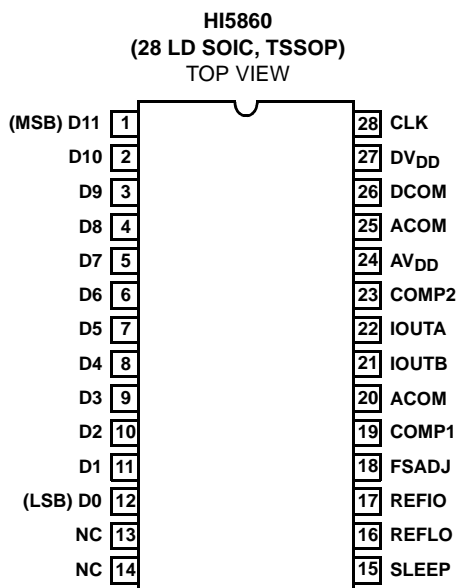 HI5860
(28 LD SOIC, TSSOP)
TOP VIEW
(MSB) D11 1 28 CLK
D10 2 27 DVDD
D9 3 26 DCOM
D8 4 25 ACOM
D7 5 24 AVDD
D6 6 23 COMP2
D5 7 22 IOUTA
D4 8 21 IOUTB
D3 9 20 ACOM
D2 10 19 COMP1
D1 11 18 FSADJ
(LSB) D0 12 17 REFIO
NC 13 16 REFLO
NC 14 15 SLEEP